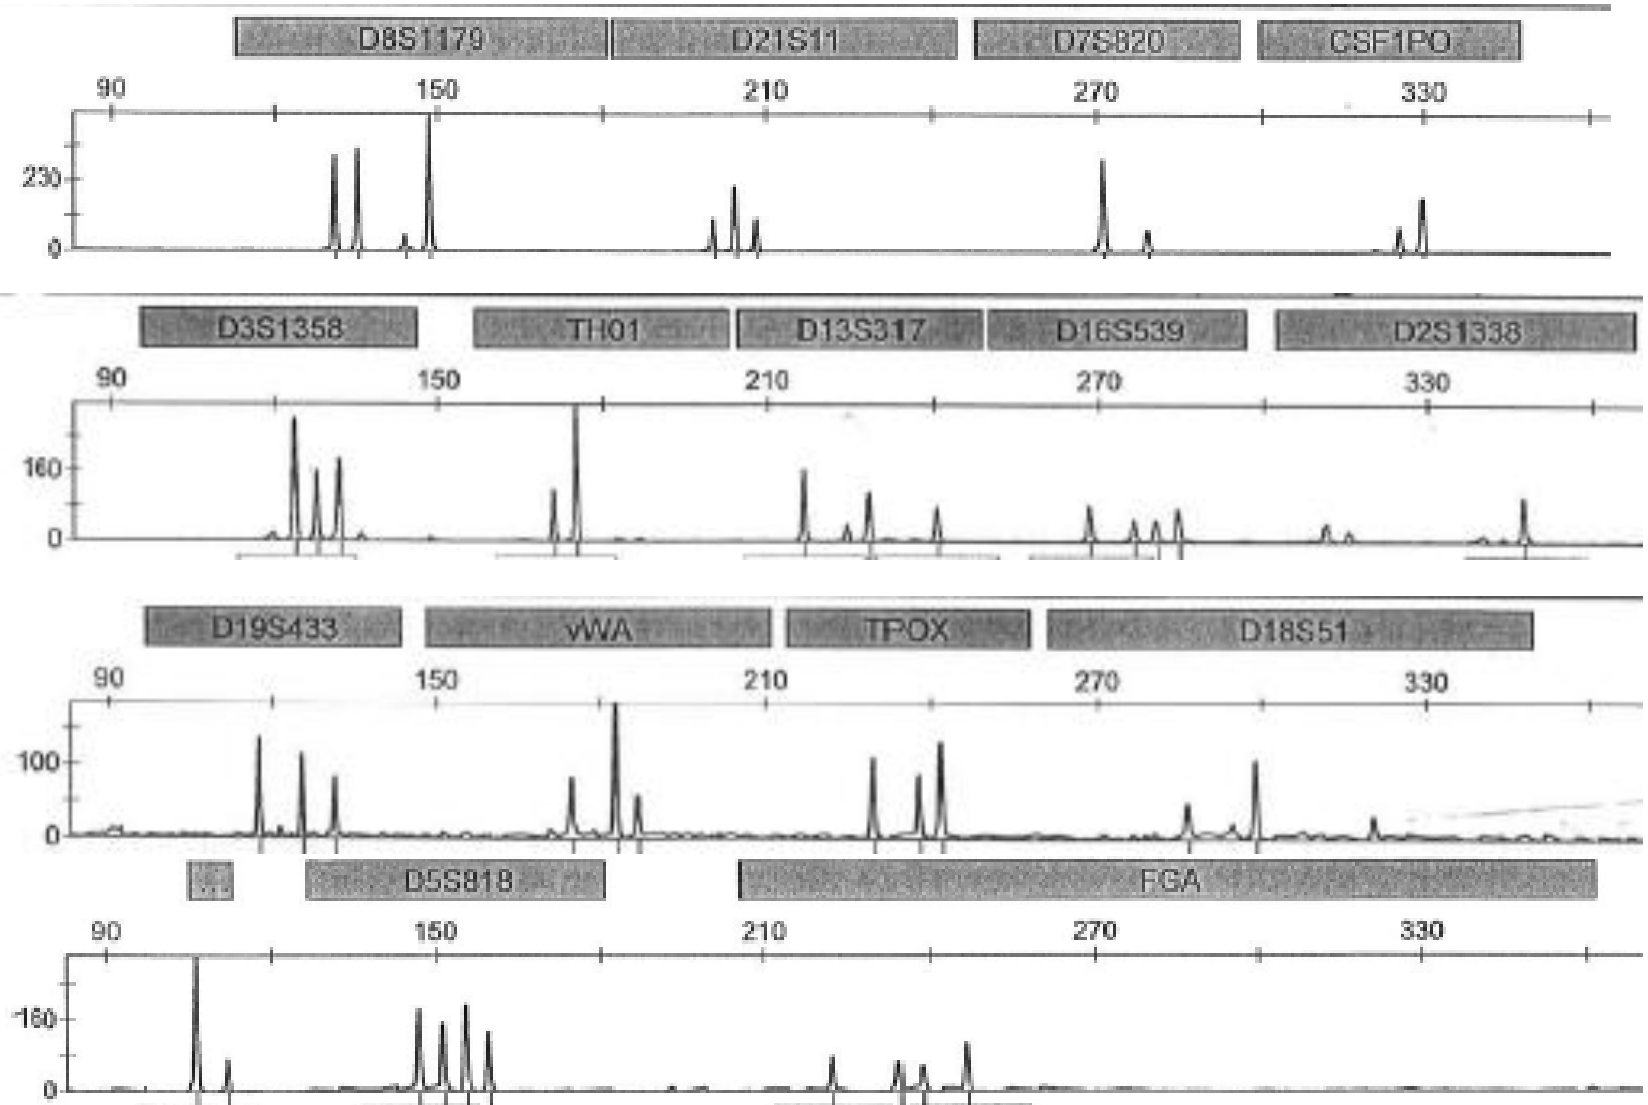 D8S1179 D21S11 D7S820 CSF1PO
90 150 210 270 330
230
0
D3S1358 TH01 D13S317 D16S539 D2S1338
90 150 210 270 330
160
0
D19S433 vWA TPOX D18S51
90 150 210 270 330
100
0
D5S818 FGA
90 150 210 270 330
160
0